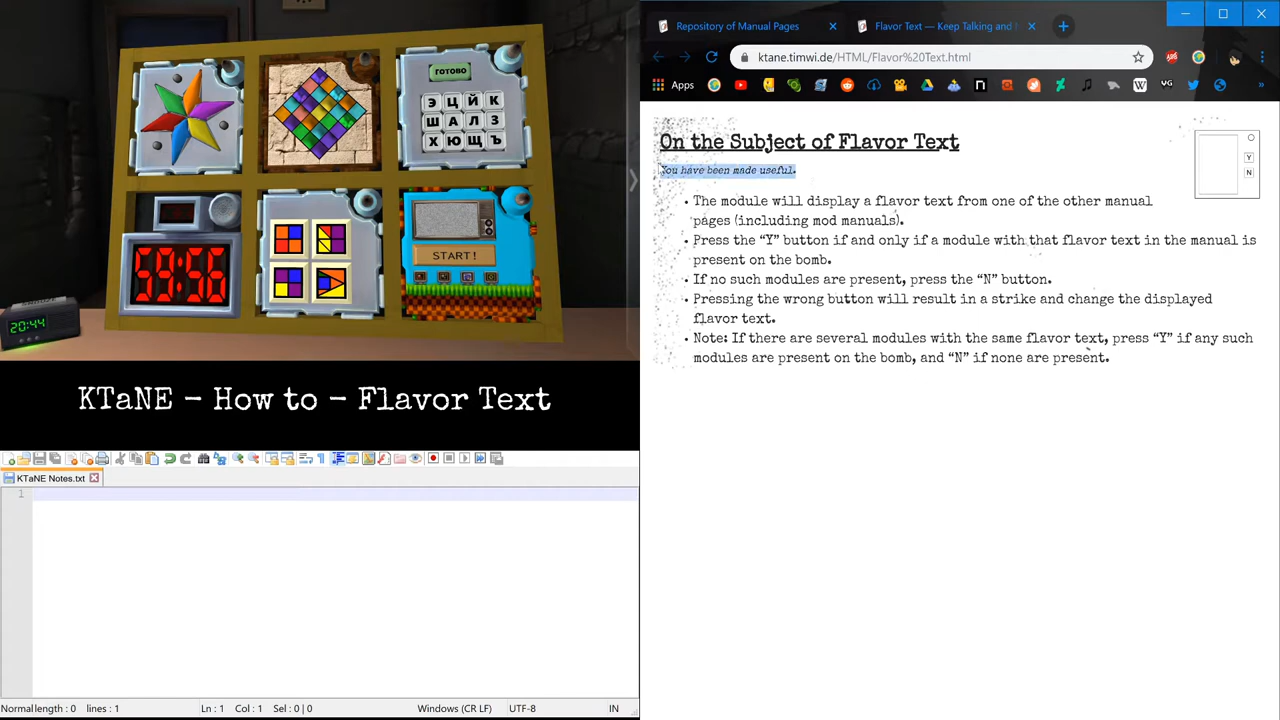 ГОТОВО
Э Ц Й К
Ш А Л З
Х Ю Щ Ъ
START!
39:56
20:44
KTaNE - How to - Flavor Text
KTaNE Notes.txt
1
Normal length : 0 lines : 1 Ln : 1 Col : 1 Sel : 0 | 0 Windows (CR LF) UTF-8 IN
Repository of Manual Pages
Flavor Text — Keep Talking and
ktane.timwi.de/HTML/Flavor%20Text.html
Apps
On the Subject of Flavor Text
You have been made useful.
Y
N
• The module will display a flavor text from one of the other manual
pages (including mod manuals).
• Press the “Y” button if and only if a module with that flavor text in the manual is
present on the bomb.
• If no such modules are present, press the “N” button.
• Pressing the wrong button will result in a strike and change the displayed
flavor text.
• Note: If there are several modules with the same flavor text, press “Y” if any such
modules are present on the bomb, and “N” if none are present.